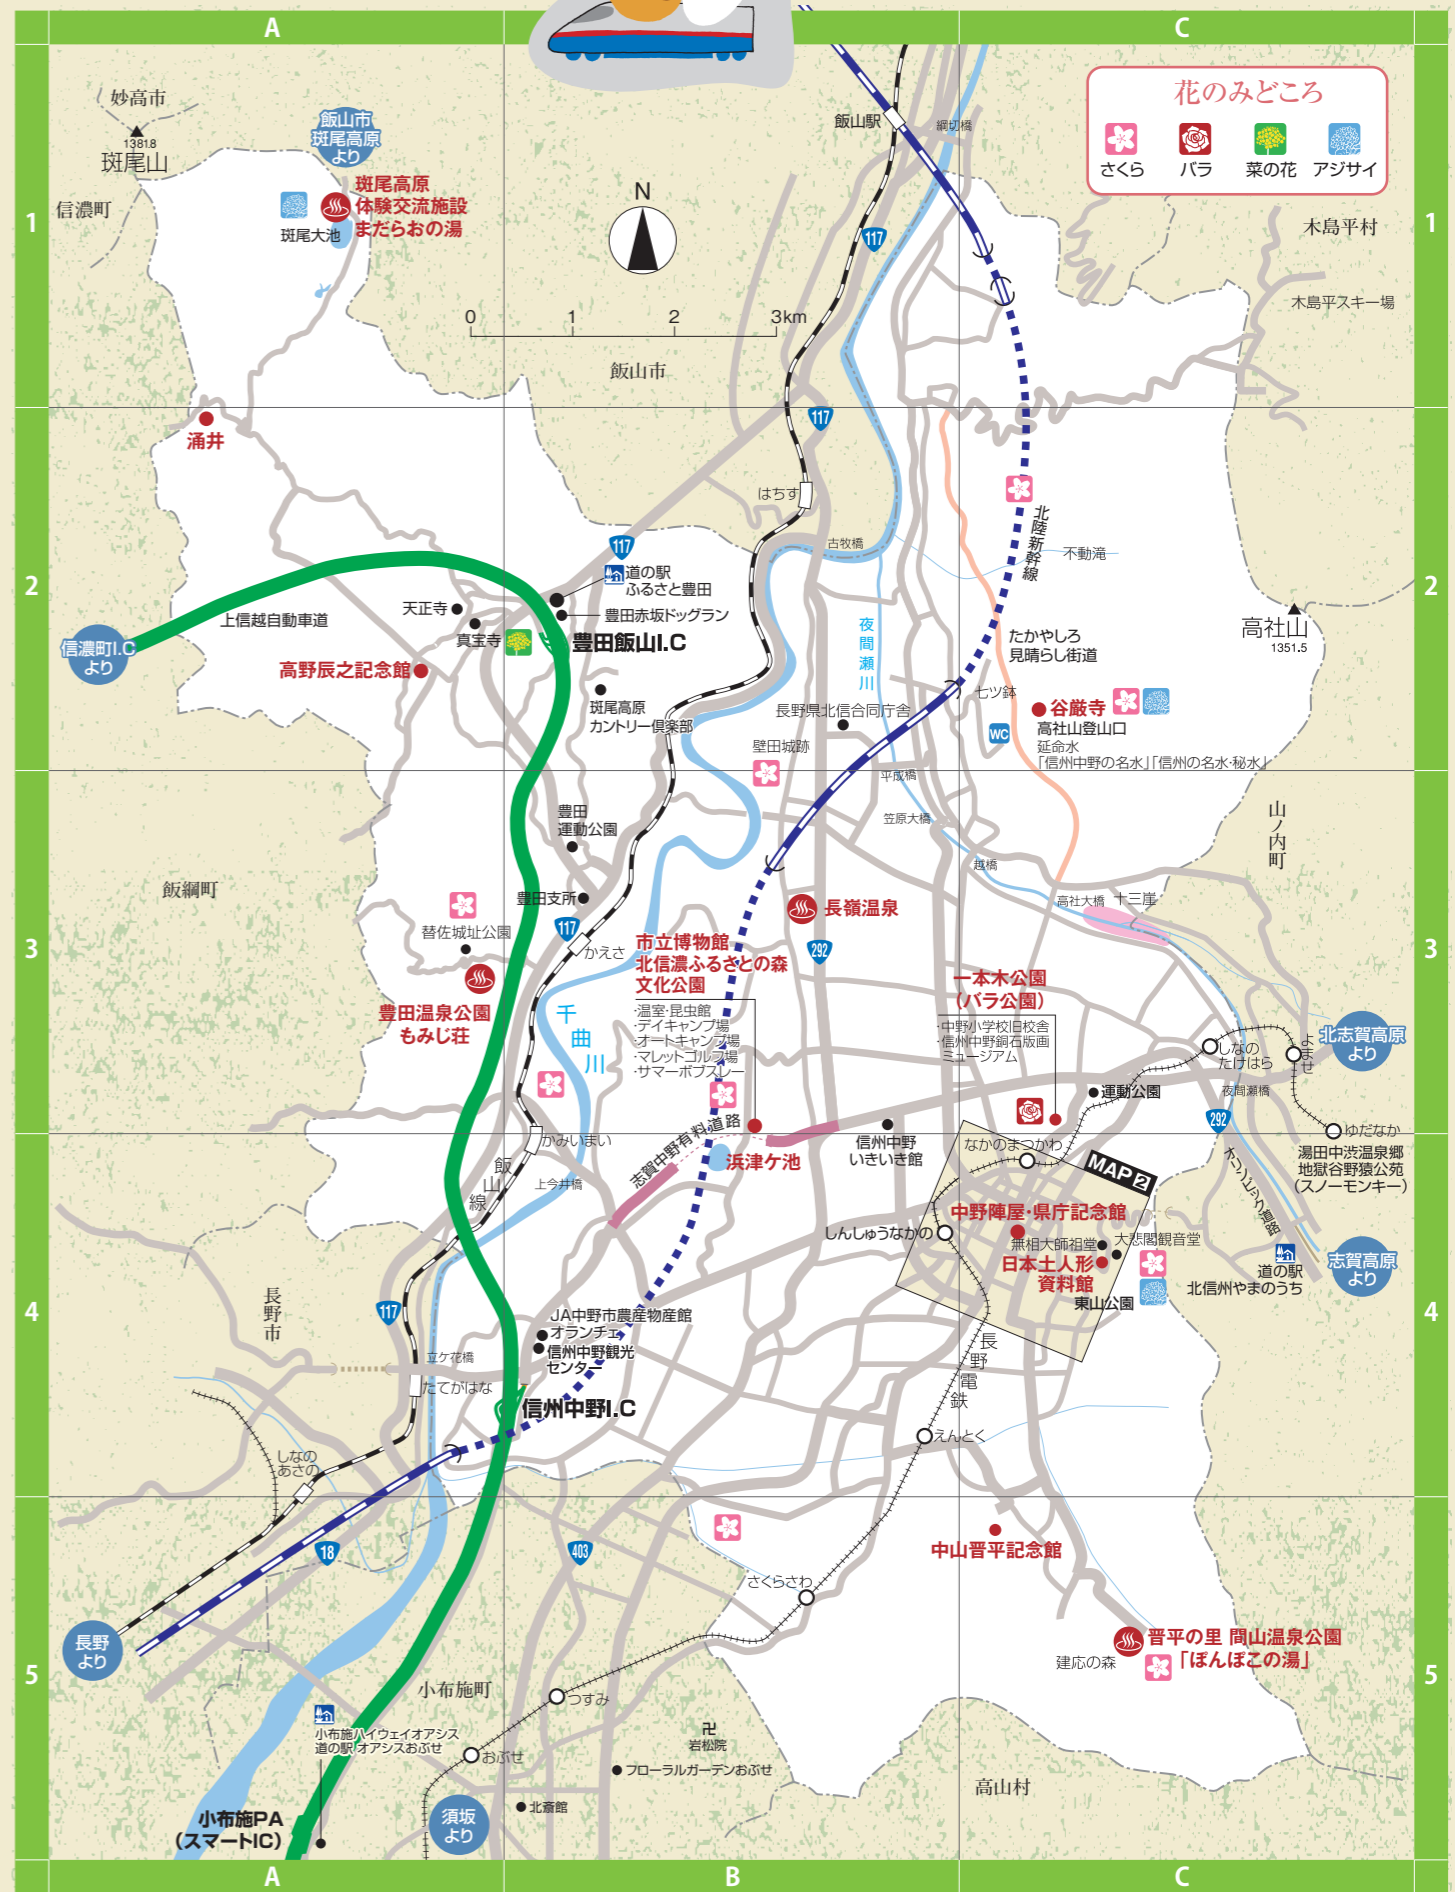 A
C
花のみどころ
さくら
バラ
菜の花
アジサイ
妙高市
1381.8
斑尾山
信濃町
飯山市
斑尾高原
より
斑尾高原
体験交流施設
まだらおの湯
斑尾大池
飯山駅
綱切橋
N
117
木島平村
木島平スキー場
1
1
0
1
2
3km
飯山市
117
涌井
はちす
古牧橋
北陸新幹線
不動滝
117
道の駅
ふるさと豊田
豊田赤坂ドッグラン
天正寺
真宝寺
豊田飯山I.C
上信越自動車道
信濃町I.C
より
高野辰之記念館
斑尾高原
カントリー倶楽部
夜間瀬川
たかやしろ
見晴らし街道
高社山
1351.5
2
2
七ツ鉢
谷厳寺
高社山登山口
延命水
「信州中野の名水」「信州の名水・秘水」
WC
長野県北信合同庁舎
壁田城跡
平成橋
笠原大橋
越橋
山ノ内町
豊田
運動公園
飯綱町
豊田支所
117
かえさ
替佐城址公園
豊田温泉公園
もみじ荘
長嶺温泉
292
高社大橋
十三崖
3
3
市立博物館
北信濃ふるさとの森
文化公園
・温室・昆虫館
・デイキャンプ場
・オートキャンプ場
・マレットゴルフ場
・サマーボブスレー
一本木公園
（バラ公園）
・中野小学校旧校舎
・信州中野銅石版画
ミュージアム
千曲川
しなの
たけはら
よませ
北志賀高原
より
運動公園
夜間瀬橋
292
ゆだなか
湯田中渋温泉郷
地獄谷野猿公苑
（スノーモンキー）
かみいまい
飯山線
上今井橋
志賀中野有料道路
浜津ケ池
信州中野
いきいき館
なかのまつかわ
MAP2
中野陣屋・県庁記念館
しんしゅうなかの
無相大師祖堂
大悲閣観音堂
日本土人形
資料館
東山公園
道の駅
北信州やまのうち
志賀高原
より
4
4
長野市
117
JA中野市農産物産館
オランチェ
信州中野観光
センター
立ケ花橋
たてがはな
信州中野I.C
長野電鉄
えんとく
しなの
あさの
18
403
中山晋平記念館
さくらさわ
長野
より
晋平の里 間山温泉公園
「ぽんぽこの湯」
建応の森
5
5
小布施町
つすみ
小布施ハイウェイオアシス
道の駅 オアシスおぶせ
おぶせ
岩松院
フローラルガーデンおぶせ
高山村
小布施PA
（スマートIC）
須坂
より
北斎館
A
B
C